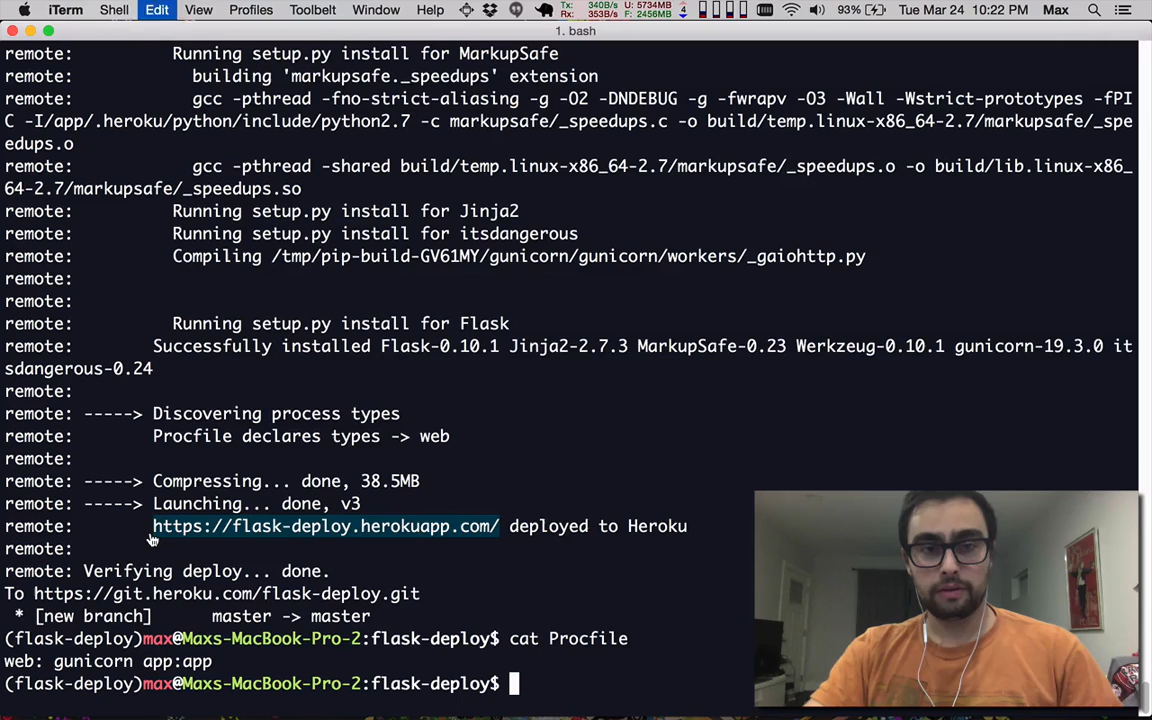 iTerm Shell Edit View Profiles Toolbelt Window Help Tx: 340B/s Rx: 353B/s U: 5734MB F: 2456MB 4 93% Tue Mar 24 10:22 PM Max
1. bash
remote: Running setup.py install for MarkupSafe
remote: building 'markupsafe._speedups' extension
remote: gcc -pthread -fno-strict-aliasing -g -O2 -DNDEBUG -g -fwrapv -O3 -Wall -Wstrict-prototypes -fPI
C -I/app/.heroku/python/include/python2.7 -c markupsafe/_speedups.c -o build/temp.linux-x86_64-2.7/markupsafe/_spe
edups.o
remote: gcc -pthread -shared build/temp.linux-x86_64-2.7/markupsafe/_speedups.o -o build/lib.linux-x86_
64-2.7/markupsafe/_speedups.so
remote: Running setup.py install for Jinja2
remote: Running setup.py install for itsdangerous
remote: Compiling /tmp/pip-build-GV61MY/gunicorn/gunicorn/workers/_gaiohttp.py
remote:
remote:
remote: Running setup.py install for Flask
remote: Successfully installed Flask-0.10.1 Jinja2-2.7.3 MarkupSafe-0.23 Werkzeug-0.10.1 gunicorn-19.3.0 it
sdangerous-0.24
remote:
remote: -----> Discovering process types
remote: Procfile declares types -> web
remote:
remote: -----> Compressing... done, 38.5MB
remote: -----> Launching... done, v3
remote: https://flask-deploy.herokuapp.com/ deployed to Heroku
remote:
remote: Verifying deploy... done.
To https://git.heroku.com/flask-deploy.git
* [new branch] master -> master
(flask-deploy)max@Maxs-MacBook-Pro-2:flask-deploy$ cat Procfile
web: gunicorn app:app
(flask-deploy)max@Maxs-MacBook-Pro-2:flask-deploy$